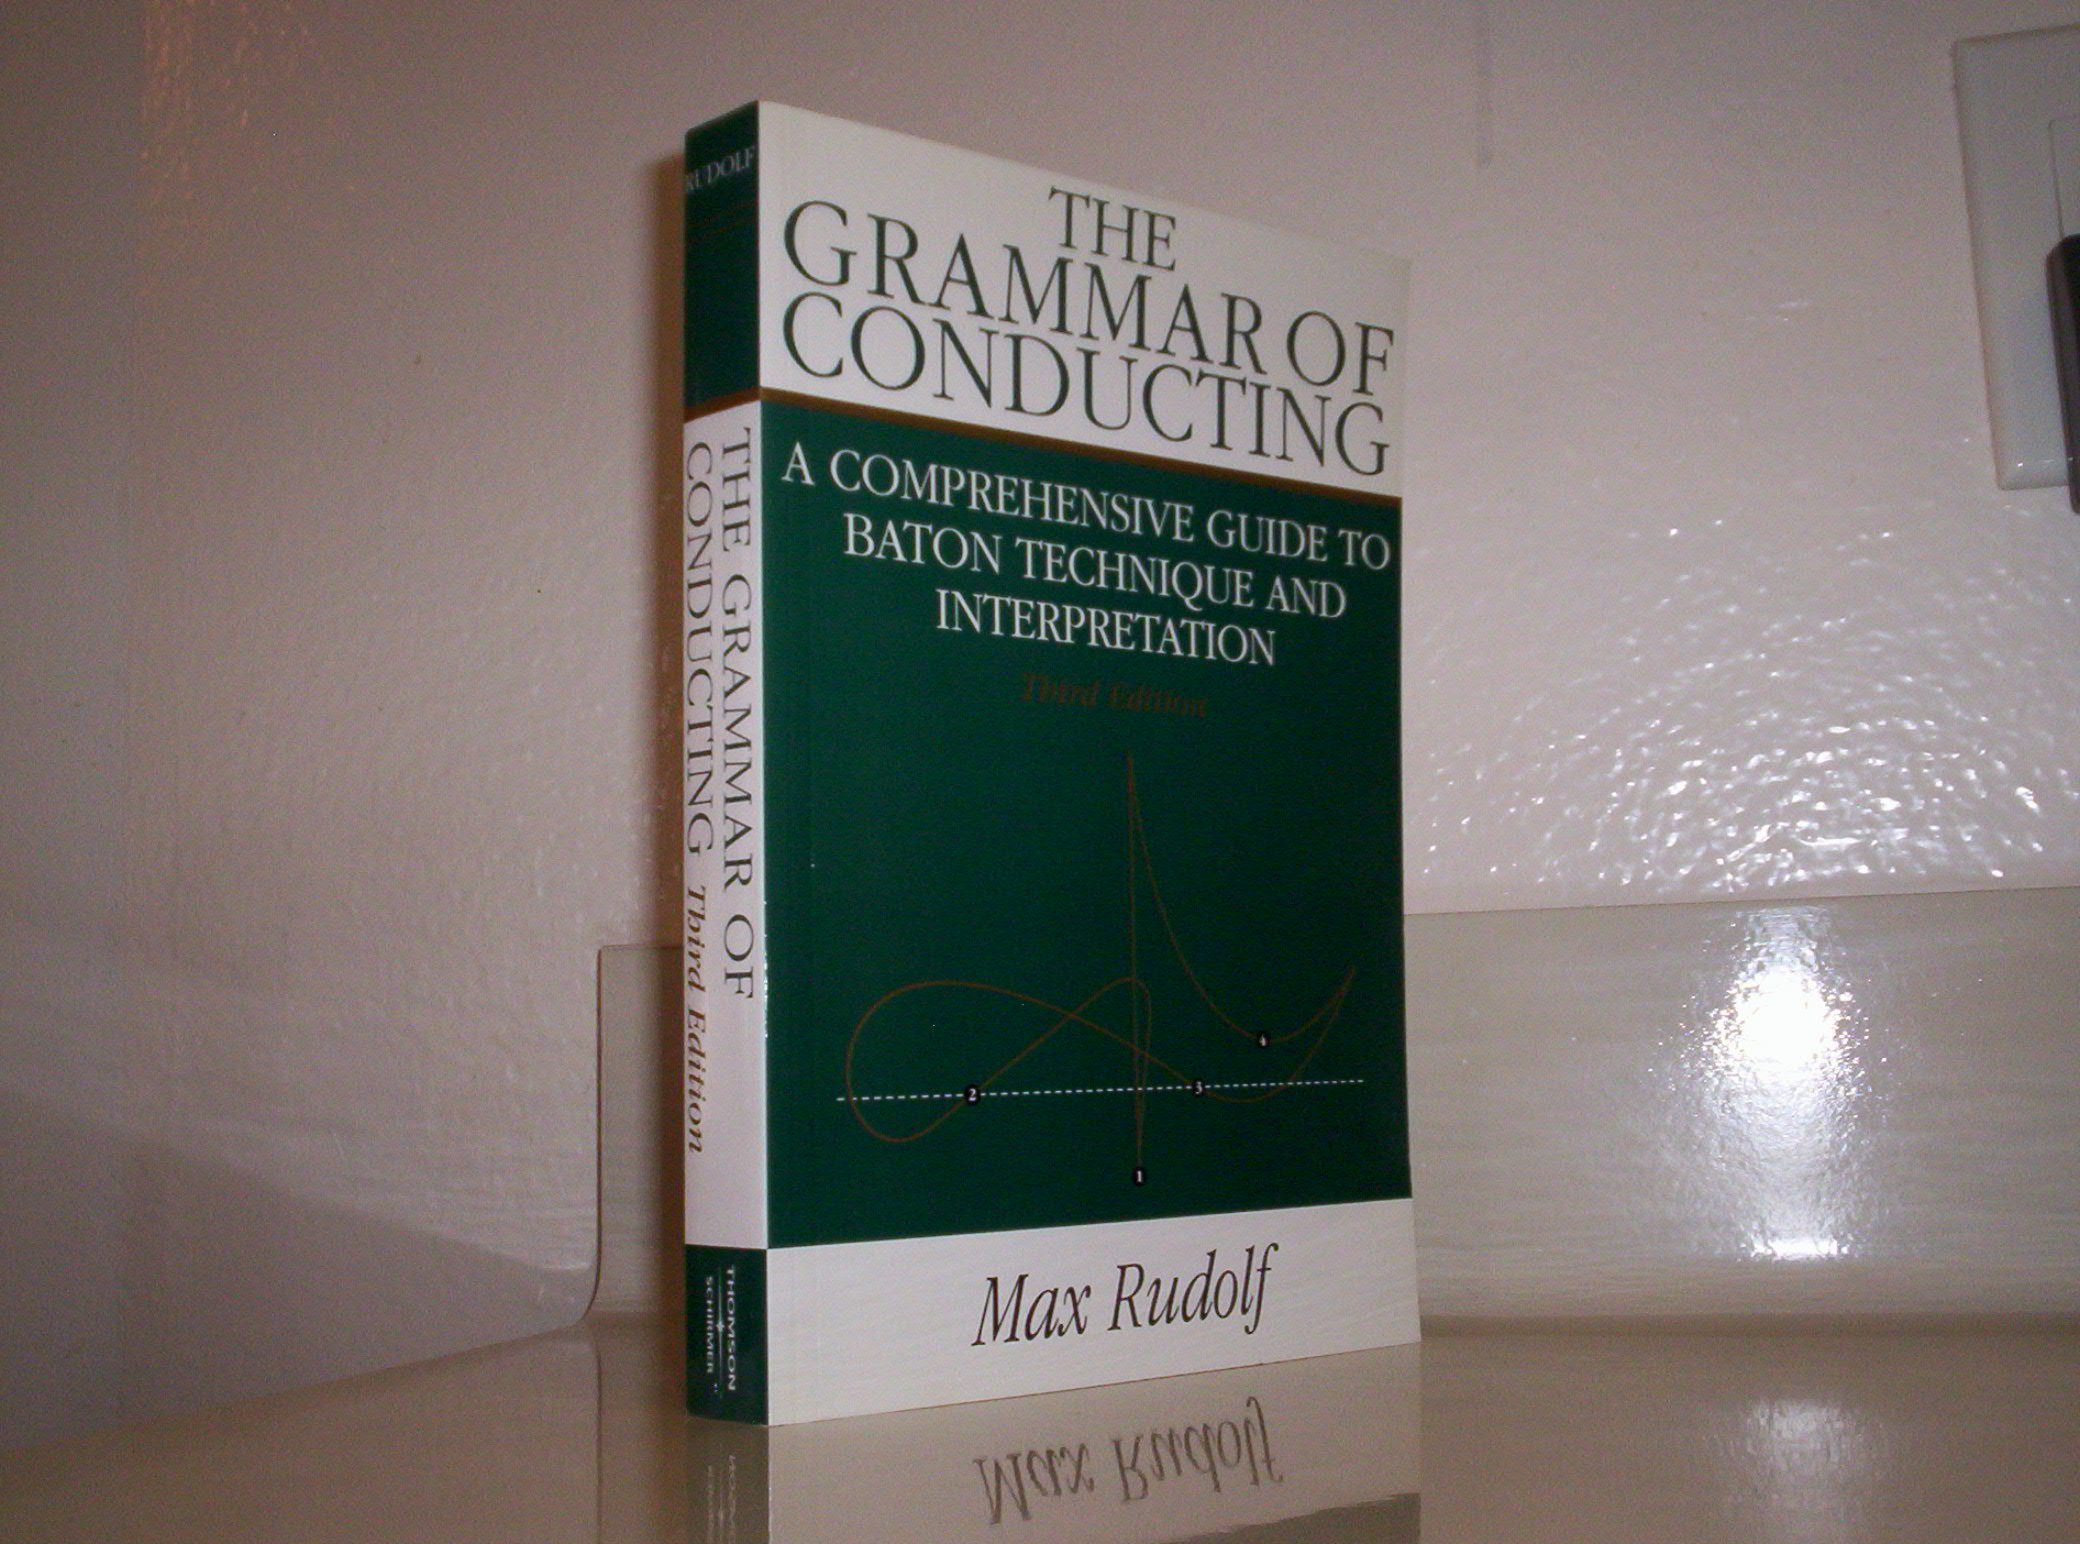 RUDOLF
THE GRAMMAR OF
CONDUCTING Third Edition
THOMSON
SCHIRMER
THE
GRAMMAR OF
CONDUCTING
A COMPREHENSIVE GUIDE TO
BATON TECHNIQUE AND
INTERPRETATION
Third Edition
4
2
3
1
Max Rudolf